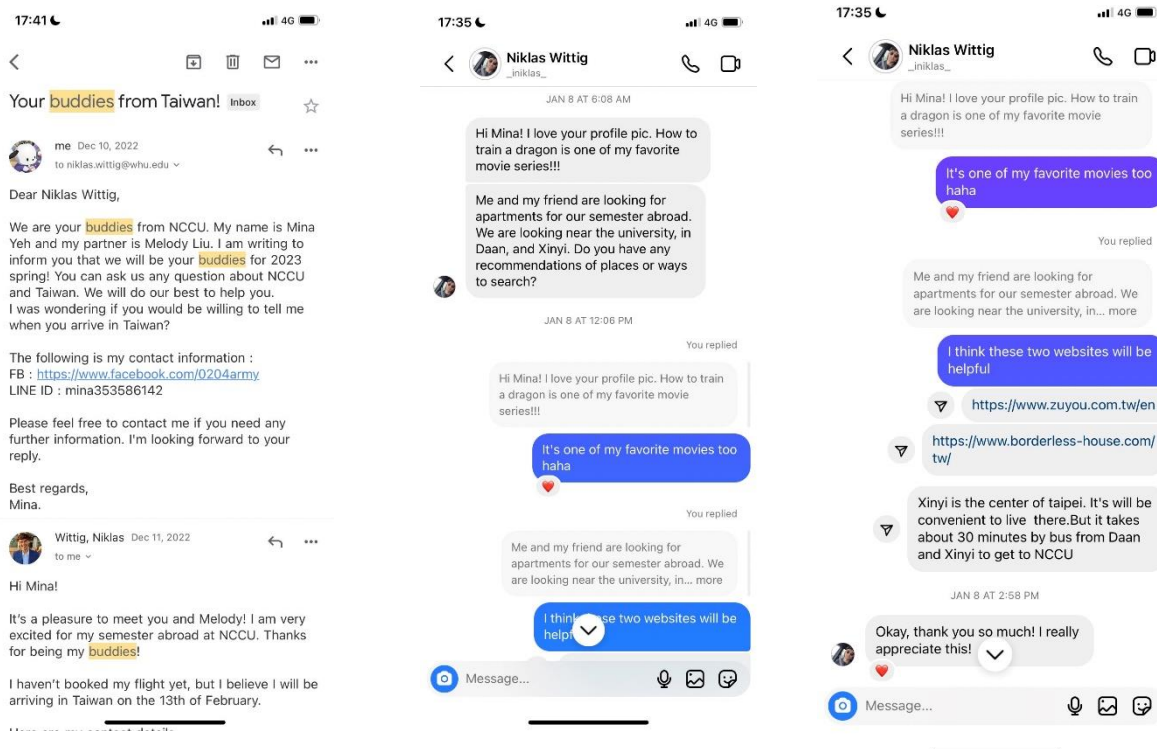 17:41
4G
Your buddies from Taiwan! Inbox
me Dec 10, 2022
to niklas.wittig@whu.edu
Dear Niklas Wittig,
We are your buddies from NCCU. My name is Mina
Yeh and my partner is Melody Liu. I am writing to
inform you that we will be your buddies for 2023
spring! You can ask us any question about NCCU
and Taiwan. We will do our best to help you.
I was wondering if you would be willing to tell me
when you arrive in Taiwan?
The following is my contact information :
FB : https://www.facebook.com/0204army
LINE ID : mina353586142
Please feel free to contact me if you need any
further information. I'm looking forward to your
reply.
Best regards,
Mina.
Wittig, Niklas Dec 11, 2022
to me
Hi Mina!
It's a pleasure to meet you and Melody! I am very
excited for my semester abroad at NCCU. Thanks
for being my buddies!
I haven't booked my flight yet, but I believe I will be
arriving in Taiwan on the 13th of February.
17:35
4G
Niklas Wittig
_iniklas_
JAN 8 AT 6:08 AM
Hi Mina! I love your profile pic. How to
train a dragon is one of my favorite
movie series!!!
Me and my friend are looking for
apartments for our semester abroad.
We are looking near the university, in
Daan, and Xinyi. Do you have any
recommendations of places or ways
to search?
JAN 8 AT 12:06 PM
You replied
Hi Mina! I love your profile pic. How to train
a dragon is one of my favorite movie
series!!!
It's one of my favorite movies too
haha
You replied
Me and my friend are looking for
apartments for our semester abroad. We
are looking near the university, in... more
I think se two websites will be
Message...
17:35
4G
Niklas Wittig
_iniklas_
Hi Mina! I love your profile pic. How to train
a dragon is one of my favorite movie
series!!!
It's one of my favorite movies too
haha
You replied
Me and my friend are looking for
apartments for our semester abroad. We
are looking near the university, in... more
I think these two websites will be
helpful
https://www.zuyou.com.tw/en
https://www.borderless-house.com/
tw/
Xinyi is the center of taipei. It's will be
convenient to live there.But it takes
about 30 minutes by bus from Daan
and Xinyi to get to NCCU
JAN 8 AT 2:58 PM
Okay, thank you so much! I really
appreciate this!
Message...